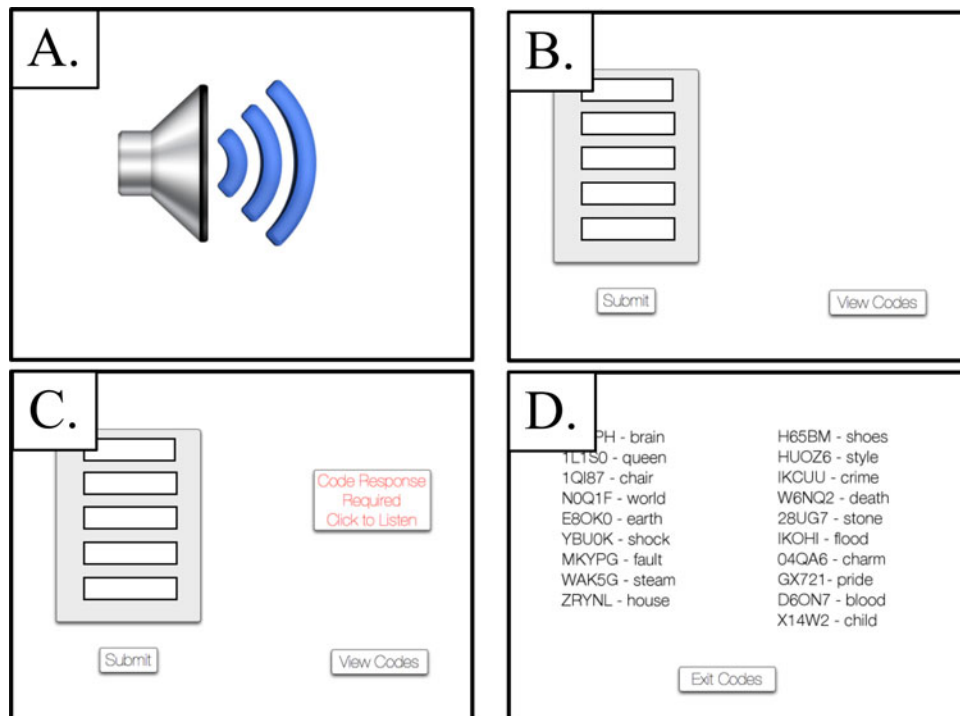 A.
B.
Submit
View Codes
C.
Code Response
Required
Click to Listen
Submit
View Codes
D.
PH - brain
1L1S0 - queen
1QI87 - chair
N0Q1F - world
E8OK0 - earth
YBU0K - shock
MKYPG - fault
WAK5G - steam
ZRYNL - house
H65BM - shoes
HUOZ6 - style
IKCUU - crime
W6NQ2 - death
28UG7 - stone
IKOHI - flood
04QA6 - charm
GX721- pride
D6ON7 - blood
X14W2 - child
Exit Codes